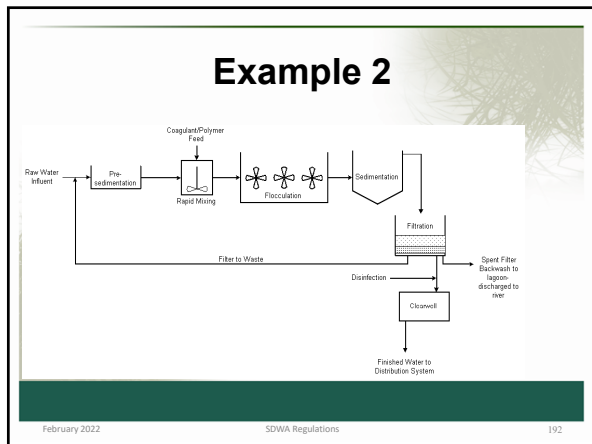 Example 2
Coagulant/Polymer
Feed
Raw Water
Influent
Pre-
sedimentation
Rapid Mixing
Flocculation
Sedimentation
Filtration
Filter to Waste
Spent Filter
Backwash to
lagoon-
discharged to
river
Disinfection
Clearwell
Finished Water to
Distribution System
February 2022
SDWA Regulations
192